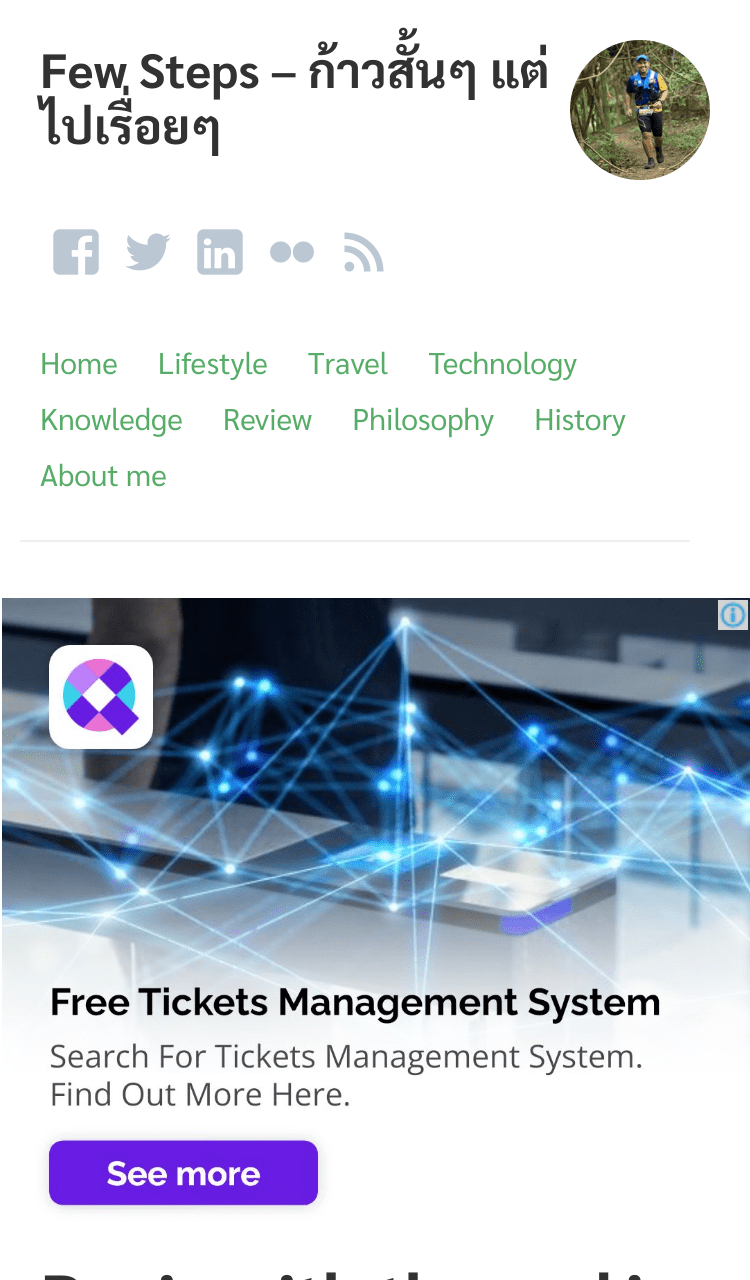 Few Steps – ก้าวสั้นๆ แต่
ไปเรื่อยๆ
Home Lifestyle Travel Technology
Knowledge Review Philosophy History
About me
Free Tickets Management System
Search For Tickets Management System.
Find Out More Here.
See more